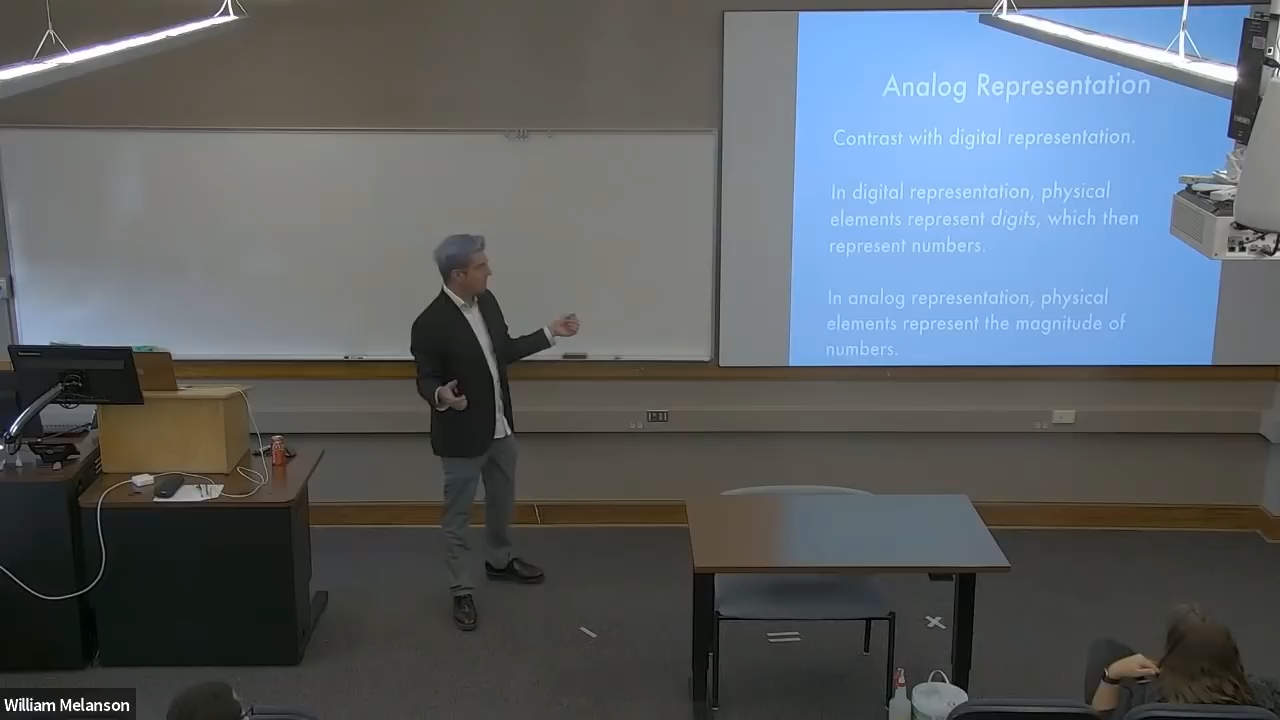 Analog Representation
Contrast with digital representation.
In digital representation, physical
elements represent digits, which then
represent numbers.
In analog representation, physical
elements represent the magnitude of
numbers.
William Melanson